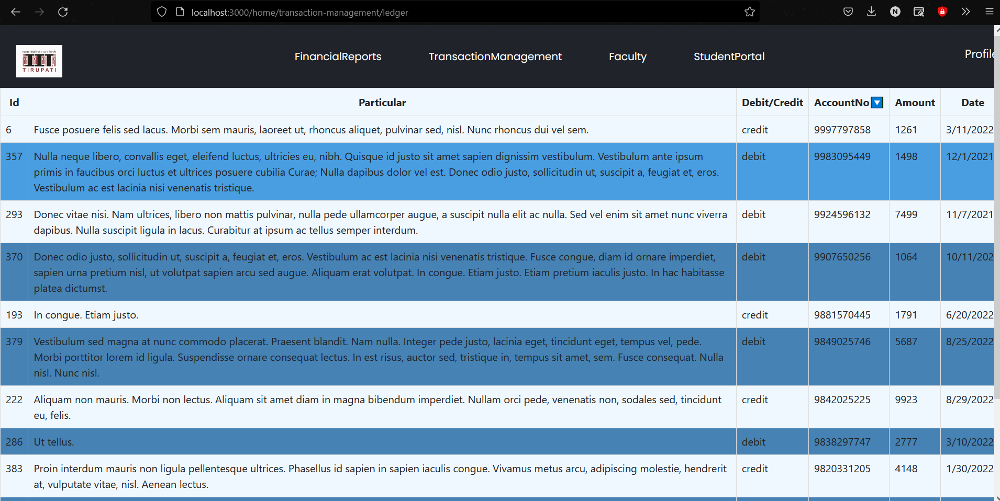 localhost:3000/home/transaction-management/ledger
N
TIRUPATI
FinancialReports TransactionManagement Faculty StudentPortal Profile
Id Particular Debit/Credit AccountNo Amount Date
6 Fusce posuere felis sed lacus. Morbi sem mauris, laoreet ut, rhoncus aliquet, pulvinar sed, nisl. Nunc rhoncus dui vel sem. credit 9997797858 1261 3/11/2022
357 Nulla neque libero, convallis eget, eleifend luctus, ultricies eu, nibh. Quisque id justo sit amet sapien dignissim vestibulum. Vestibulum ante ipsum debit 9983095449 1498 12/1/2021
primis in faucibus orci luctus et ultrices posuere cubilia Curae; Nulla dapibus dolor vel est. Donec odio justo, sollicitudin ut, suscipit a, feugiat et, eros.
Vestibulum ac est lacinia nisi venenatis tristique.
293 Donec vitae nisi. Nam ultrices, libero non mattis pulvinar, nulla pede ullamcorper augue, a suscipit nulla elit ac nulla. Sed vel enim sit amet nunc viverra debit 9924596132 7499 11/7/2021
dapibus. Nulla suscipit ligula in lacus. Curabitur at ipsum ac tellus semper interdum.
370 Donec odio justo, sollicitudin ut, suscipit a, feugiat et, eros. Vestibulum ac est lacinia nisi venenatis tristique. Fusce congue, diam id ornare imperdiet, debit 9907650256 1064 10/11/202
sapien urna pretium nisl, ut volutpat sapien arcu sed augue. Aliquam erat volutpat. In congue. Etiam justo. Etiam pretium iaculis justo. In hac habitasse
platea dictumst.
193 In congue. Etiam justo. credit 9881570445 1791 6/20/2022
379 Vestibulum sed magna at nunc commodo placerat. Praesent blandit. Nam nulla. Integer pede justo, lacinia eget, tincidunt eget, tempus vel, pede. debit 9849025746 5687 8/25/2022
Morbi porttitor lorem id ligula. Suspendisse ornare consequat lectus. In est risus, auctor sed, tristique in, tempus sit amet, sem. Fusce consequat. Nulla
nisl. Nunc nisl.
222 Aliquam non mauris. Morbi non lectus. Aliquam sit amet diam in magna bibendum imperdiet. Nullam orci pede, venenatis non, sodales sed, tincidunt credit 9842025225 9923 8/29/2022
eu, felis.
286 Ut tellus. debit 9838297747 2777 3/10/2022
383 Proin interdum mauris non ligula pellentesque ultrices. Phasellus id sapien in sapien iaculis congue. Vivamus metus arcu, adipiscing molestie, hendrerit credit 9820331205 4148 1/30/2022
at, vulputate vitae, nisl. Aenean lectus.